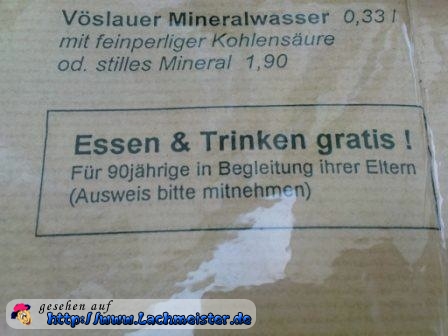 Vöslauer Mineralwasser 0,33 l
mit feinperliger Kohlensäure
od. stilles Mineral 1,90
Essen & Trinken gratis !
Für 90jährige in Begleitung ihrer Eltern
(Ausweis bitte mitnehmen)
gesehen auf
http://www.Lachmeister.de